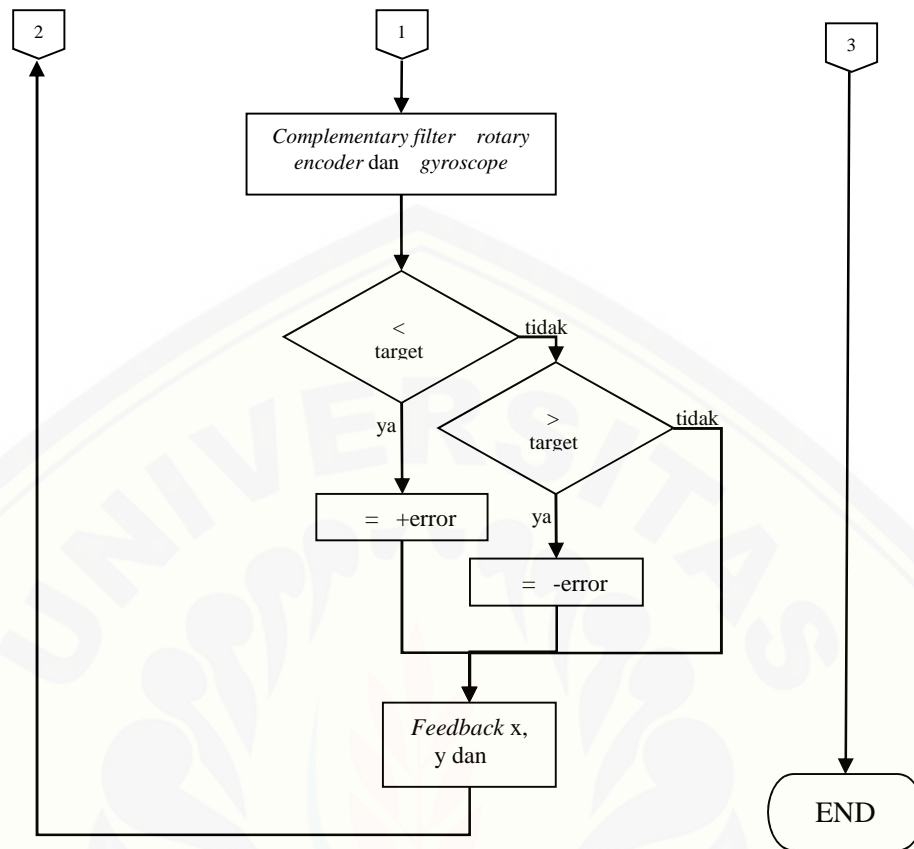 2
1
3
Complementary filter rotary
encoder dan gyroscope
<
target
tidak
>
target
tidak
ya
= +error
ya
= -error
Feedback x,
y dan
END
UNIVERSITAS